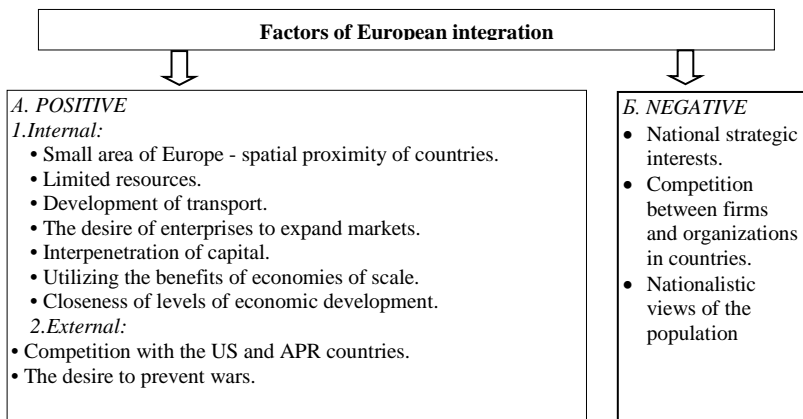 Factors of European integration
A. POSITIVE
1.Internal:
• Small area of Europe - spatial proximity of countries.
• Limited resources.
• Development of transport.
• The desire of enterprises to expand markets.
• Interpenetration of capital.
• Utilizing the benefits of economies of scale.
• Closeness of levels of economic development.
2.External:
• Competition with the US and APR countries.
• The desire to prevent wars.
Б. NEGATIVE
• National strategic
interests.
• Competition
between firms
and organizations
in countries.
• Nationalistic
views of the
population